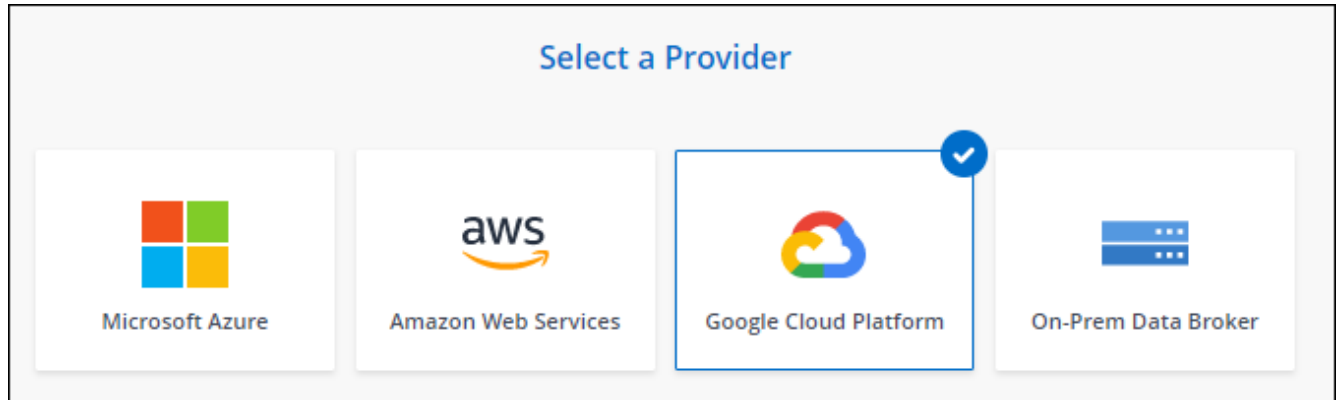 Select a Provider
aws
Microsoft Azure
Amazon Web Services
Google Cloud Platform
On-Prem Data Broker